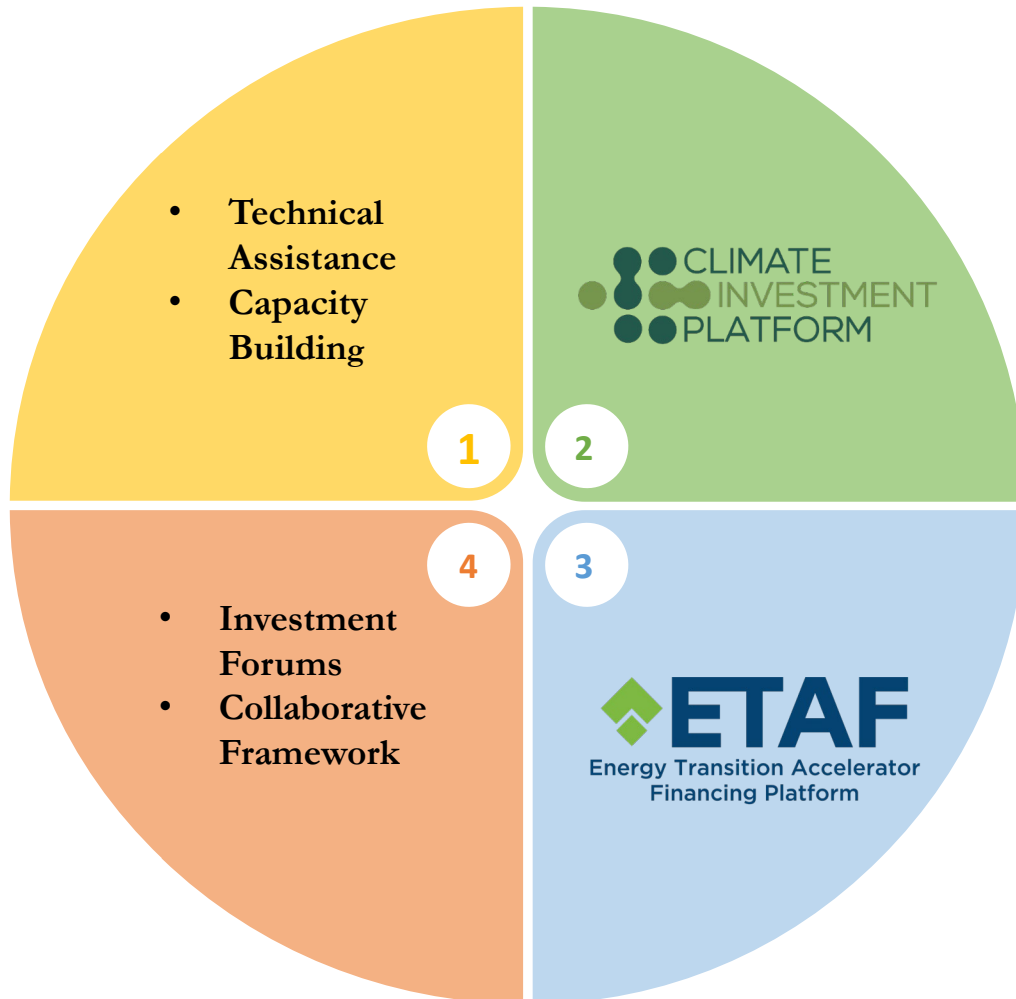 • Technical
Assistance
• Capacity
Building
1
CLIMATE
INVESTMENT
PLATFORM
2
4
• Investment
Forums
• Collaborative
Framework
3
ETAF
Energy Transition Accelerator
Financing Platform